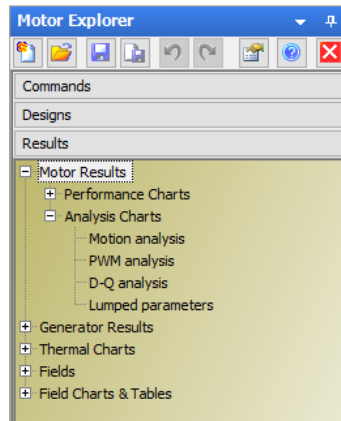 Motor Explorer
Commands
Designs
Results
Motor Results
Performance Charts
Analysis Charts
Motion analysis
PWM analysis
D-Q analysis
Lumped parameters
Generator Results
Thermal Charts
Fields
Field Charts & Tables